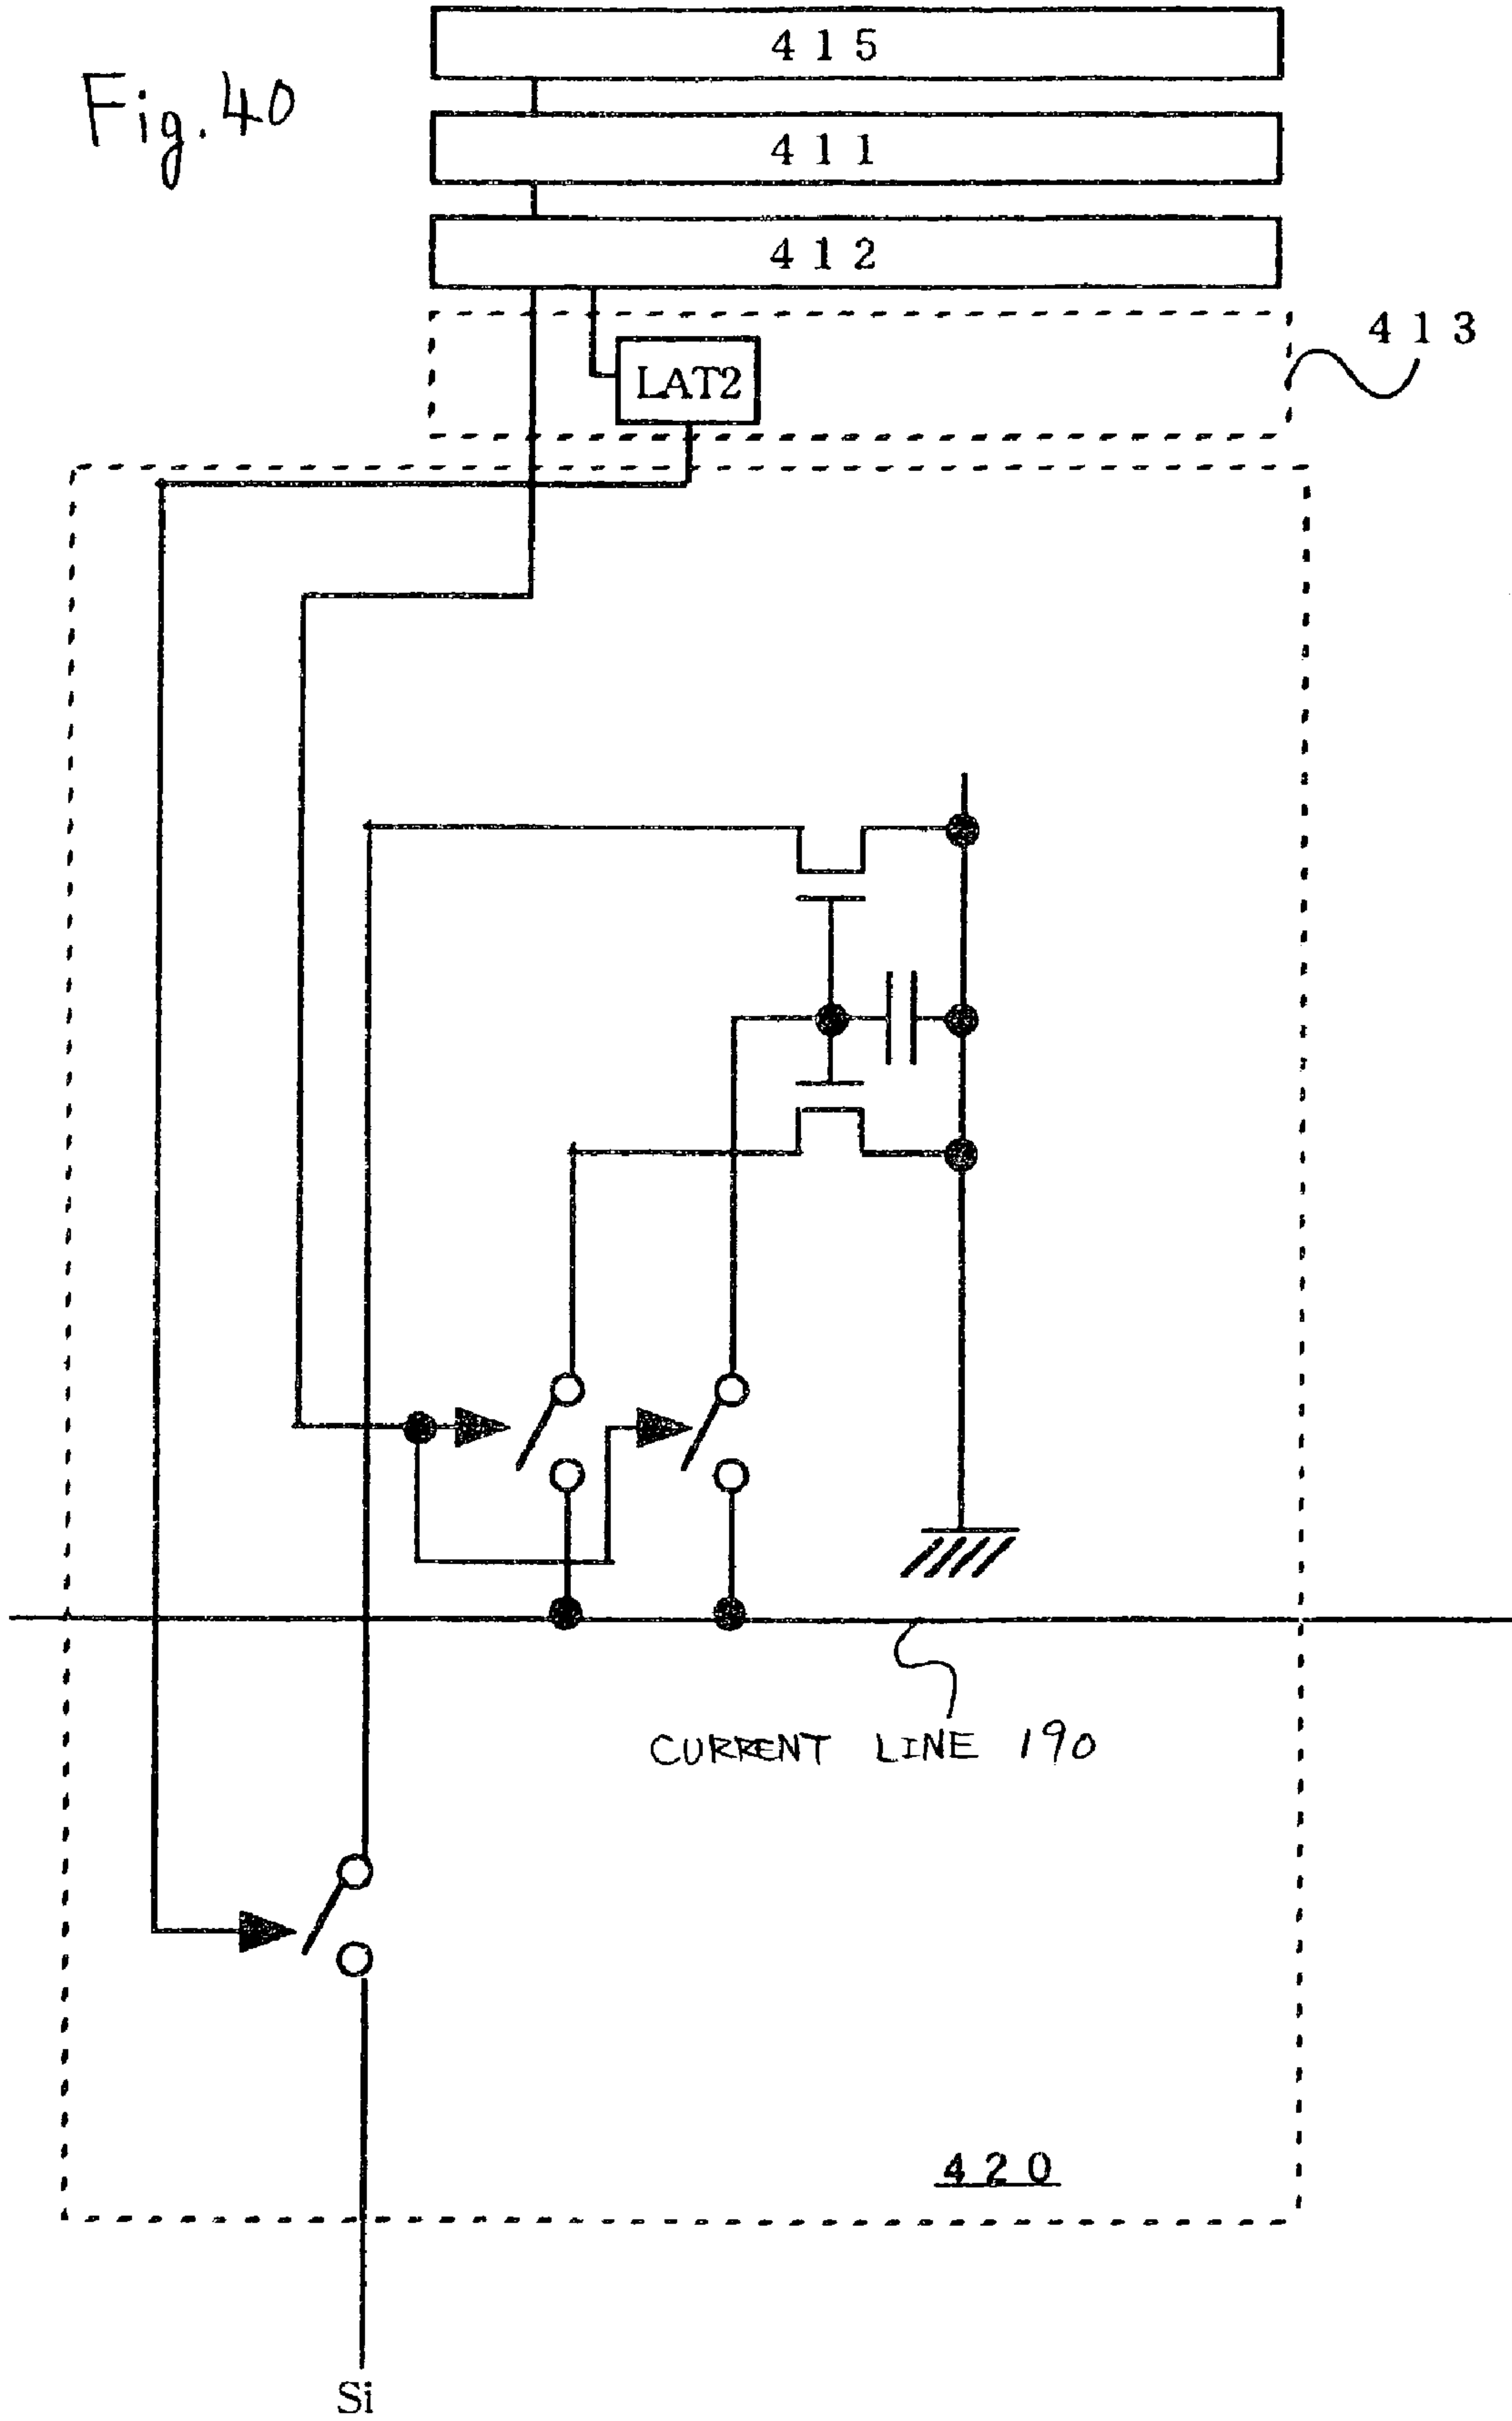 415
Fig. 40
411
412
413
LAT2
CURRENT LINE 190
420
Si